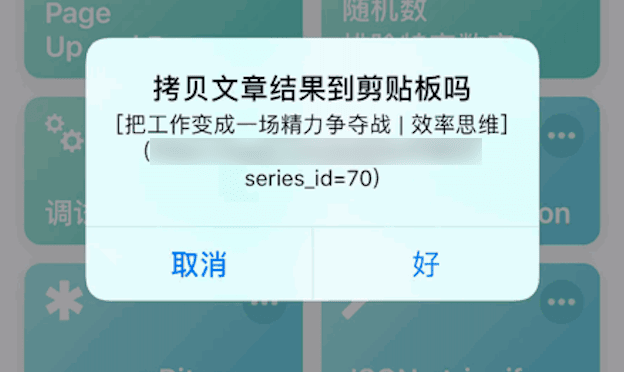 Page
Up
随机数
拷贝文章结果到剪贴板吗
[把工作变成一场精力争夺战 | 效率思维]
(
series_id=70)
调试
on
取消
好